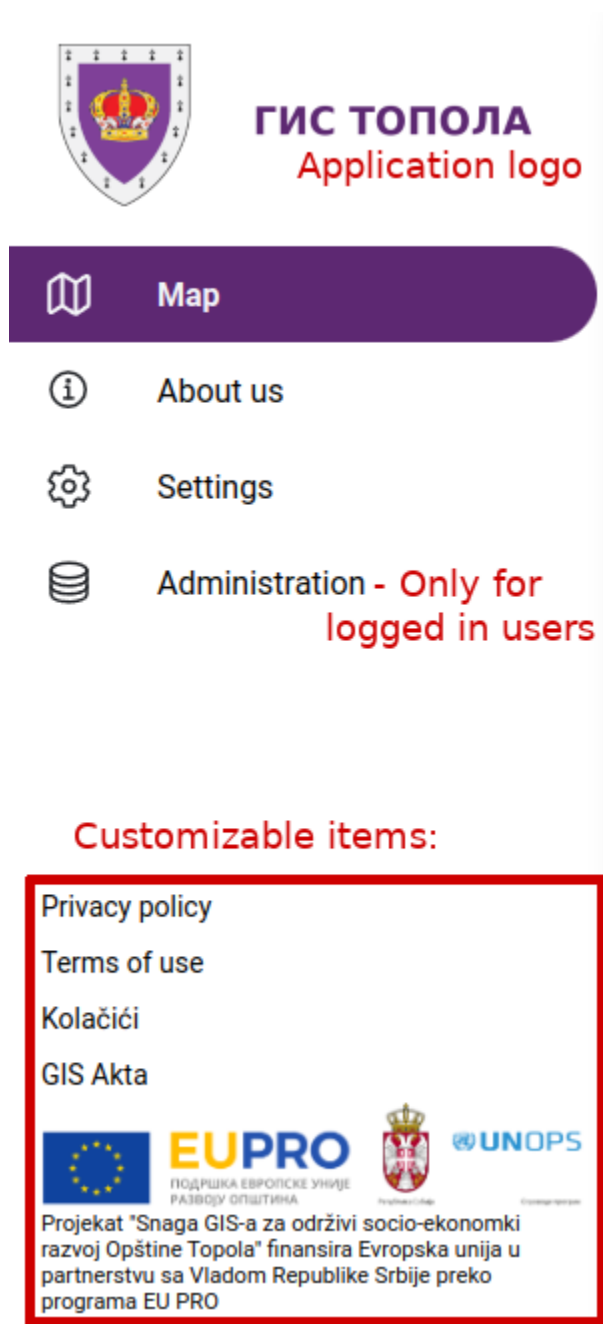 ГИС ТОПОЛА
Application logo
Map
About us
Settings
Administration - Only for
logged in users
Customizable items:
Privacy policy
Terms of use
Kolačići
GIS Akta
EUPRO
ПОДРШКА ЕВРОПСКЕ УНИЈЕ
РАЗВОЈУ ОПШТИНА
Република Србија
UNOPS
Projekat "Snaga GIS-a za održivi socio-ekonomki
razvoj Opštine Topola" finansira Evropska unija u
partnerstvu sa Vladom Republike Srbije preko
programa EU PRO